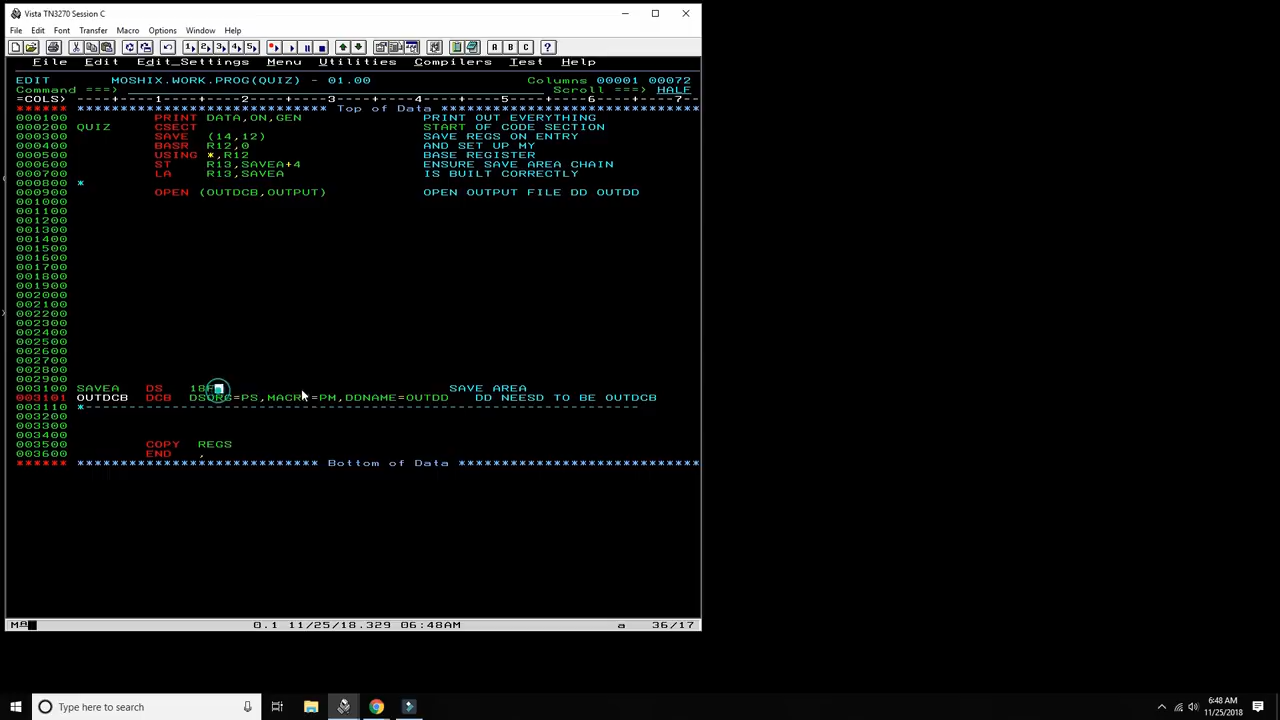 Vista TN3270 Session C
File Edit Font Transfer Macro Options Window Help
File Edit Edit_Settings Menu Utilities Compilers Test Help
EDIT MOSHIX.WORK.PROG(QUIZ) - 01.00 Columns 00001 00072
Command ===> Scroll ===> HALF
=COLS> ----+----1----+----2----+----3----+----4----+----5----+----6----+----7--
****** ***************************** Top of Data ******************************
000100 PRINT DATA,ON,GEN PRINT OUT EVERYTHING
000200 QUIZ CSECT START OF CODE SECTION
000300 SAVE (14,12) SAVE REGS ON ENTRY
000400 BASR R12,0 AND SET UP MY
000500 USING *,R12 BASE REGISTER
000600 ST R13,SAVEA+4 ENSURE SAVE AREA CHAIN
000700 LA R13,SAVEA IS BUILT CORRECTLY
000800 *
000900 OPEN (OUTDCB,OUTPUT) OPEN OUTPUT FILE DD OUTDD
001000
001100
001200
001300
001400
001500
001600
001700
001800
001900
002000
002100
002200
002300
002400
002500
002600
002700
002800
002900
003100 SAVEA DS 18F SAVE AREA
003101 OUTDCB DCB DSORG=PS,MACRF=PM,DDNAME=OUTDD DD NEESD TO BE OUTDCB
003110 *----------------------------------------------------------------
003200
003300
003400
003500 COPY REGS
003600 END ,
****** **************************** Bottom of Data ****************************
0.1 11/25/18.329 06:48AM a 36/17
Type here to search
6:48 AM
11/25/2018